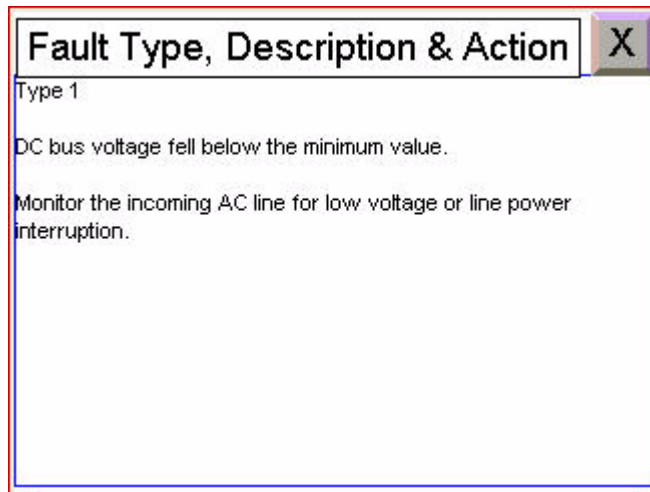 Fault Type, Description & Action
X
Type 1
DC bus voltage fell below the minimum value.
Monitor the incoming AC line for low voltage or line power
interruption.